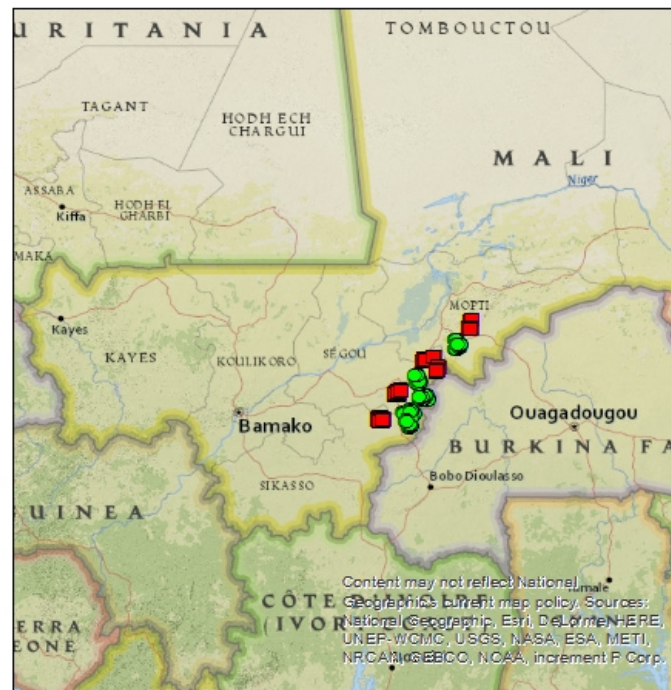 URITANIA
TOMBOUCTOU
TAGANT
HODH ECH
CHARGUI
MALI
Niger
ASSABA
Kiffa
HODH EL
GHARBI
MAKA
MOPTI
Kayes
KAYES
KOULIKORO
SÉGOU
Bamako
Ouagadougou
BURKINA FA
Bobo Dioulasso
SIKASSO
UINEA
CÔTE D'IVOIRE
(IVOR
ERRA
EONE
Content may not reflect National
Geographic's current map policy. Sources:
National Geographic, Esri, DeLorme, HERE,
UNEP-WCMC, USGS, NASA, ESA, METI,
NRCAN, GEBCO, NOAA, increment P Corp.